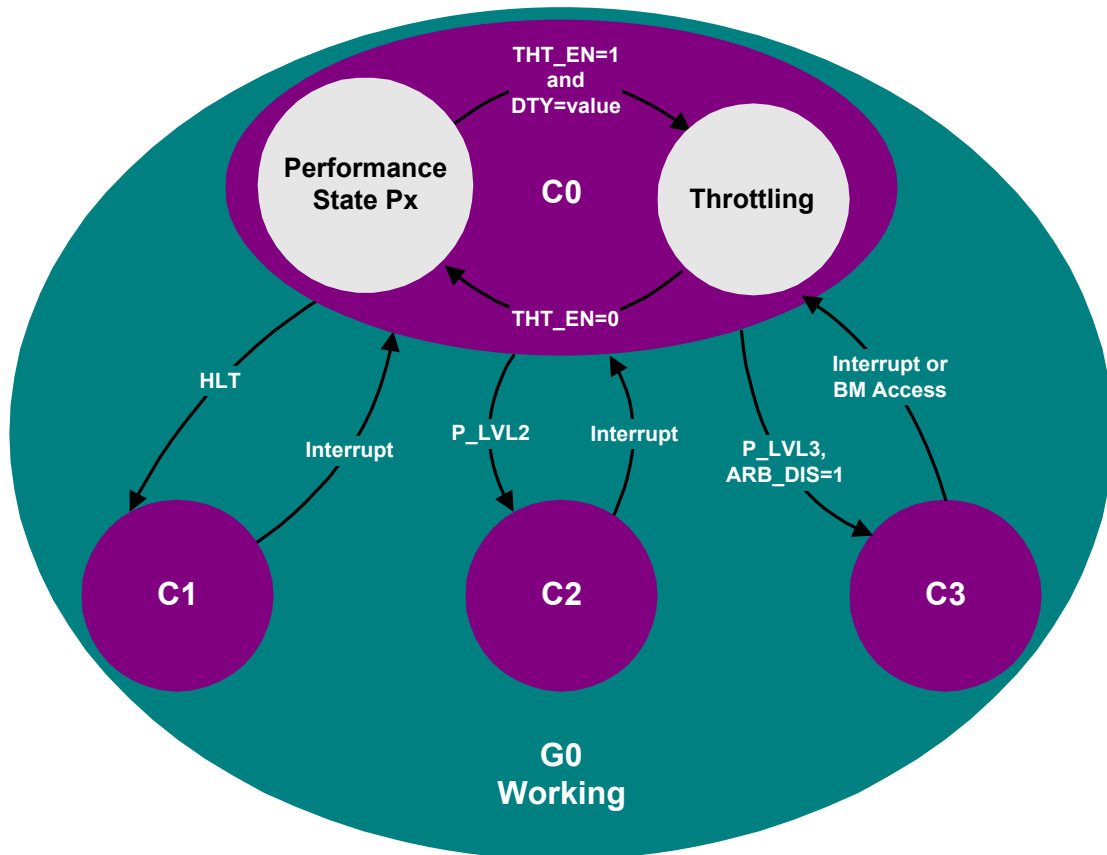 THT_EN=1
and
DTY=value
Performance
State Px
C0
Throttling
THT_EN=0
HLT
Interrupt
P_LVL2
Interrupt
Interrupt or
BM Access
P_LVL3,
ARB_DIS=1
C1
C2
C3
G0
Working